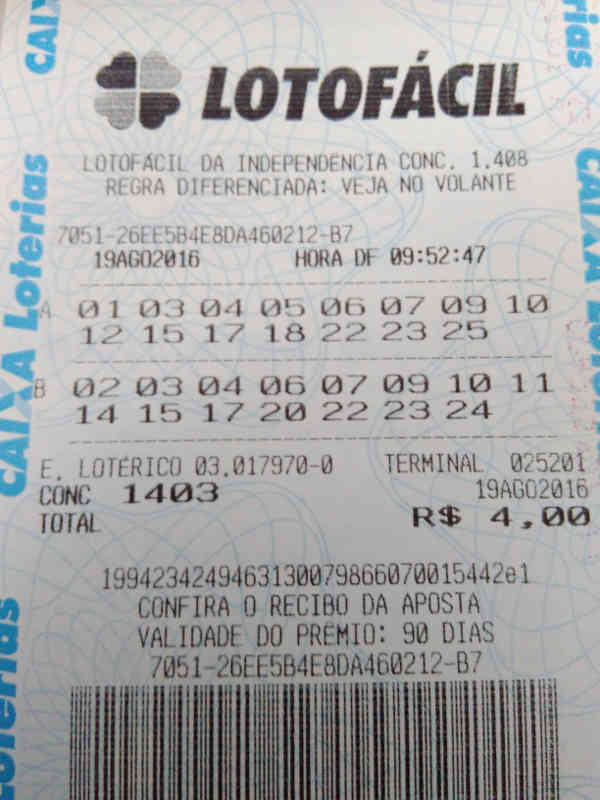 CAIXA
Loterias
LOTOFÁCIL
LOTOFÁCIL DA INDEPENDENCIA CONC. 1.408
REGRA DIFERENCIADA: VEJA NO VOLANTE
7051-26EE5B4E8DA460212-B7
19AGO2016 HORA DF 09:52:47
A 01 03 04 05 06 07 09 10
12 15 17 18 22 23 25
B 02 03 04 06 07 09 10 11
14 15 17 20 22 23 24
E. LOTÉRICO 03.017970-0 TERMINAL 025201
CONC 1403 19AGO2016
TOTAL R$ 4,00
1994234249463130079866070015442e1
CONFIRA O RECIBO DA APOSTA
VALIDADE DO PRÊMIO: 90 DIAS
7051-26EE5B4E8DA460212-B7
CAIXA Loterias